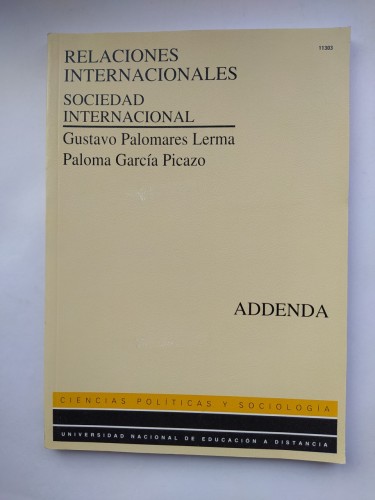 11303
RELACIONES
INTERNACIONALES
SOCIEDAD
INTERNACIONAL
Gustavo Palomares Lerma
Paloma García Picazo
ADDENDA
CIENCIAS POLÍTICAS Y SOCIOLOGÍA
UNIVERSIDAD NACIONAL DE EDUCACIÓN A DISTANCIA